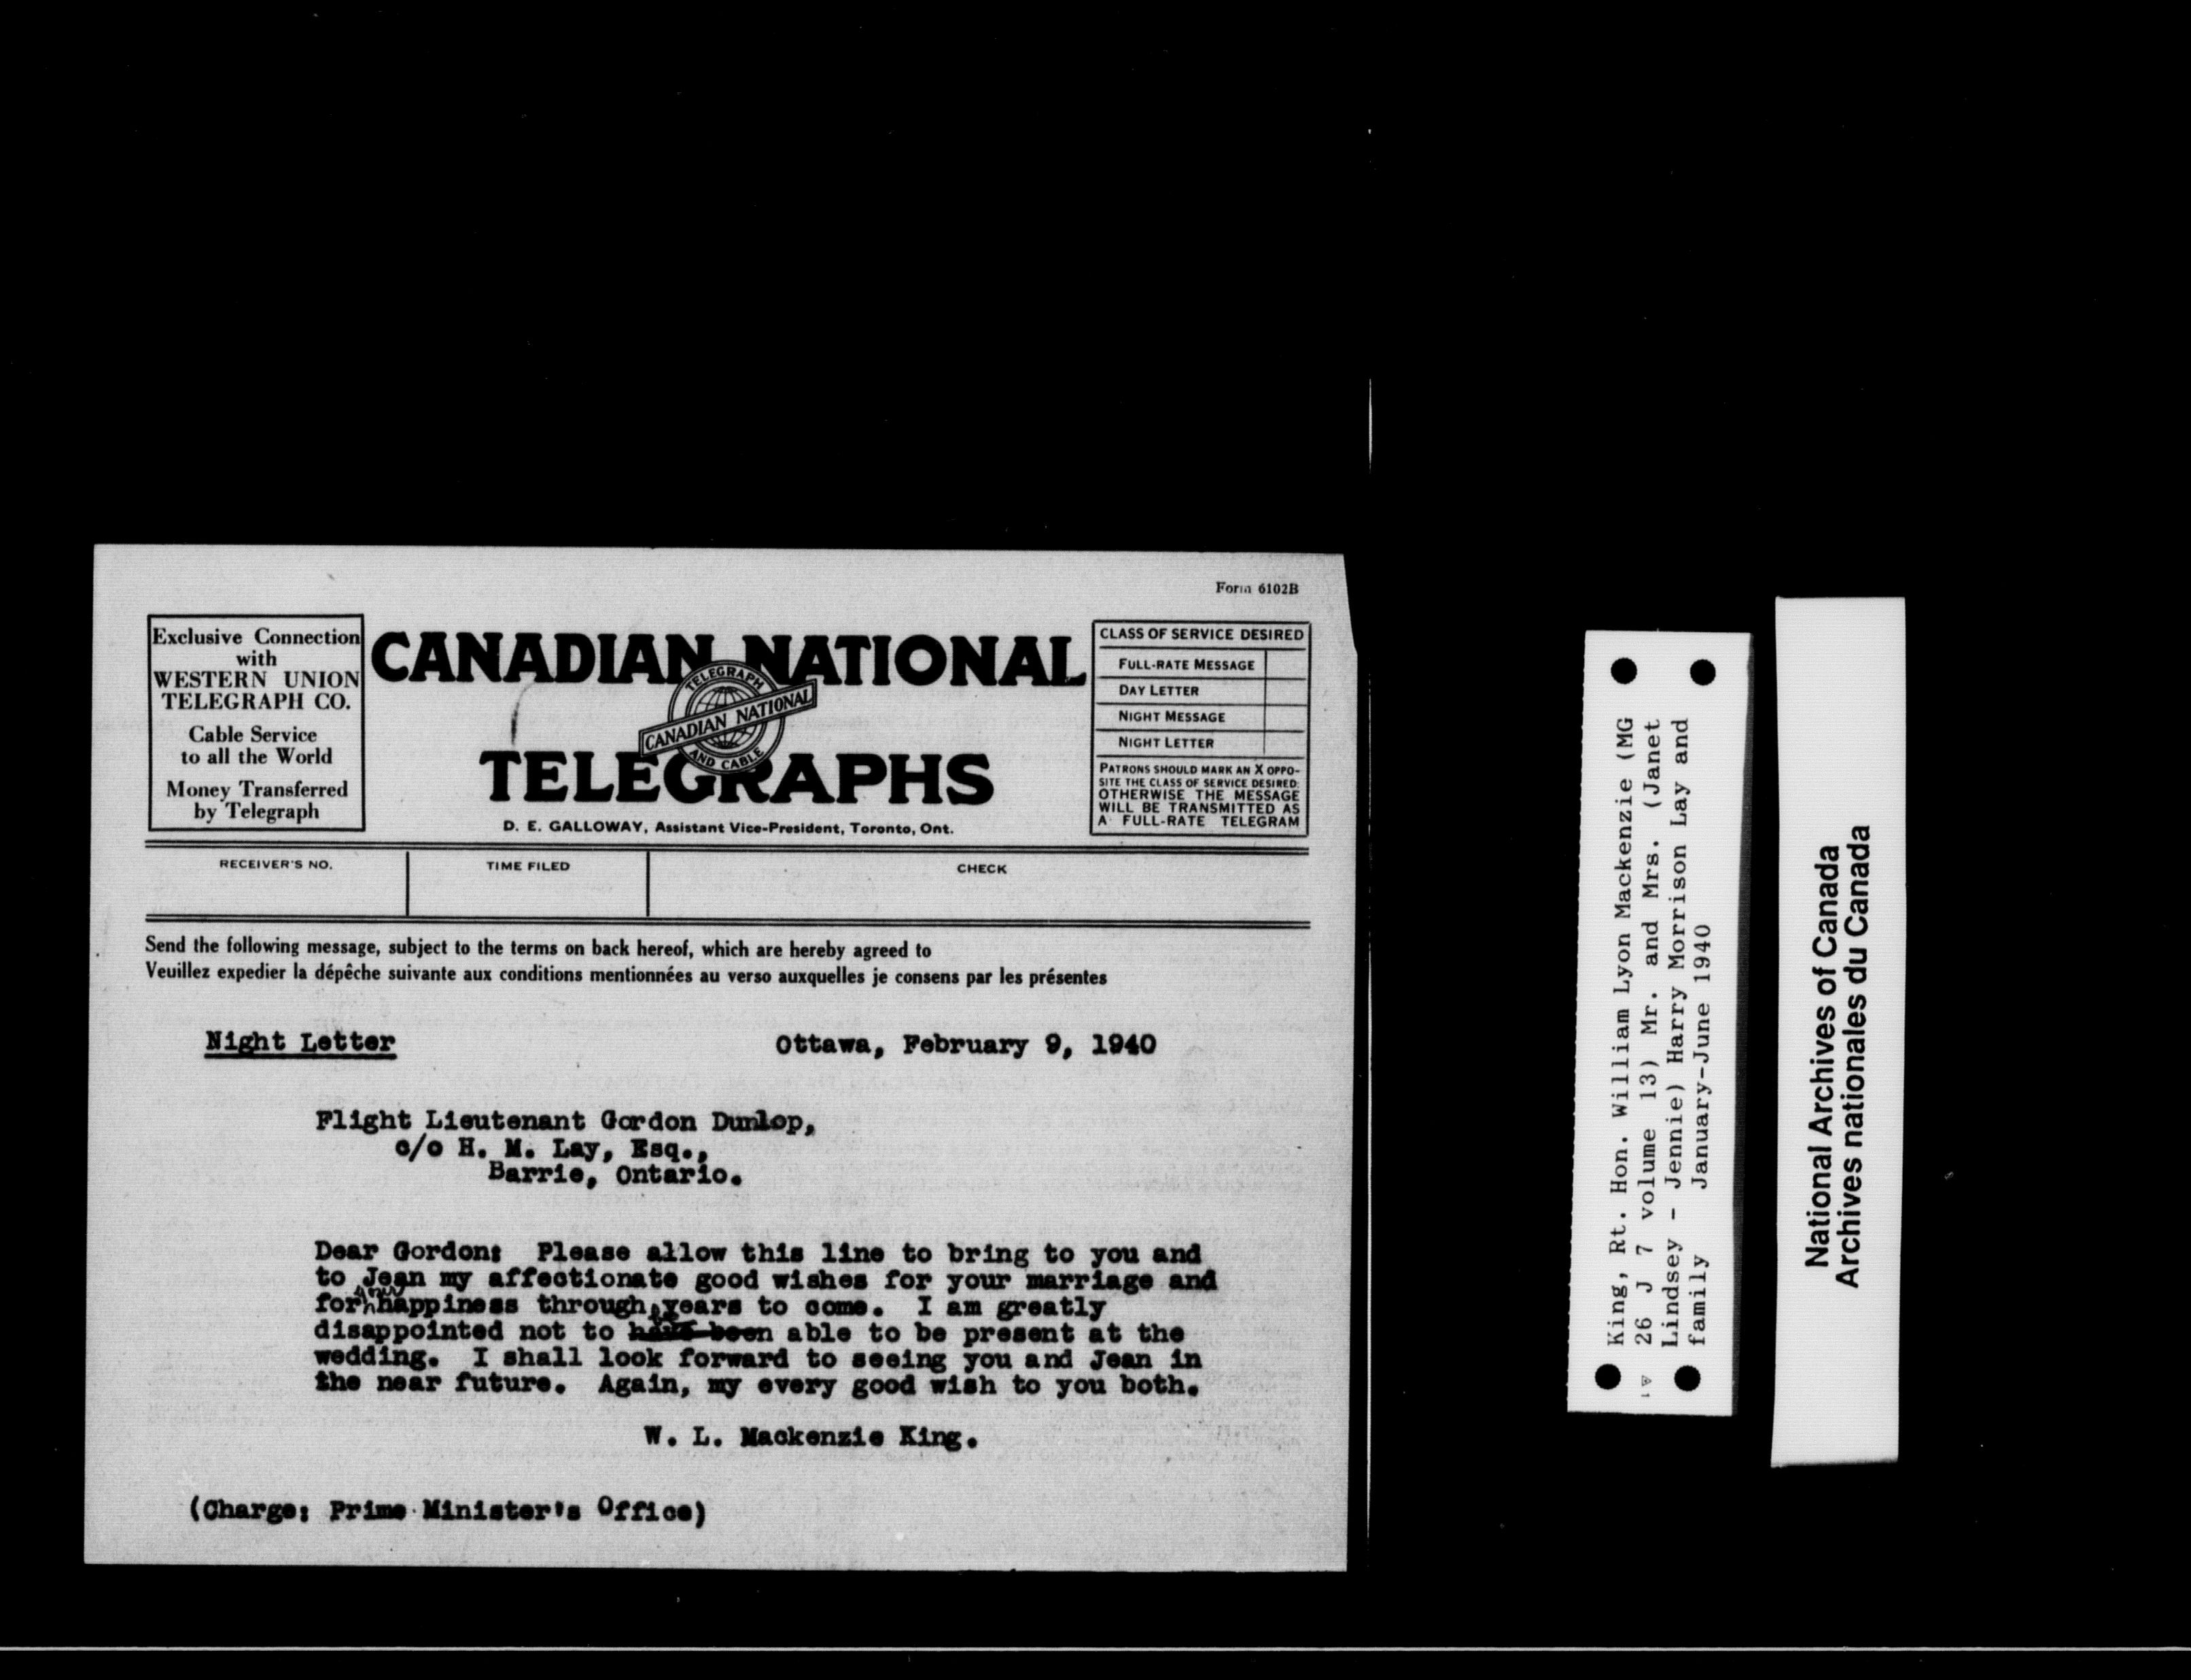 Form 6102B
Exclusive Connection
with
WESTERN UNION
TELEGRAPH CO.
Cable Service
to all the World
Money Transferred
by Telegraph
CANADIAN NATIONAL
TELEGRAPH
CANADIAN NATIONAL
AND CABLE
TELEGRAPHS
D. E. GALLOWAY, Assistant Vice-President, Toronto, Ont.
CLASS OF SERVICE DESIRED
FULL-RATE MESSAGE
DAY LETTER
NIGHT MESSAGE
NIGHT LETTER
PATRONS SHOULD MARK AN X OPPO-
SITE THE CLASS OF SERVICE DESIRED:
OTHERWISE THE MESSAGE
WILL BE TRANSMITTED AS
A FULL-RATE TELEGRAM
RECEIVER'S NO. TIME FILED CHECK
Send the following message, subject to the terms on back hereof, which are hereby agreed to
Veuillez expedier la dépêche suivante aux conditions mentionnées au verso auxquelles je consens par les présentes
Night Letter Ottawa, February 9, 1940
Flight Lieutenant Gordon Dunlop,
c/o H. M. Lay, Esq.,
Barrie, Ontario.
Dear Gordon: Please allow this line to bring to you and
to Jean my affectionate good wishes for your marriage and
for your happiness through years to come. I am greatly
disappointed not to have been able to be present at the
wedding. I shall look forward to seeing you and Jean in
the near future. Again, my every good wish to you both.
W. L. Mackenzie King.
(Charge: Prime Minister's Office)
King, Rt. Hon. William Lyon Mackenzie (MG
26 J 7 volume 13) Mr. and Mrs. (Janet
Lindsey - Jennie) Harry Morrison Lay and
family January-June 1940
National Archives of Canada
Archives nationales du Canada